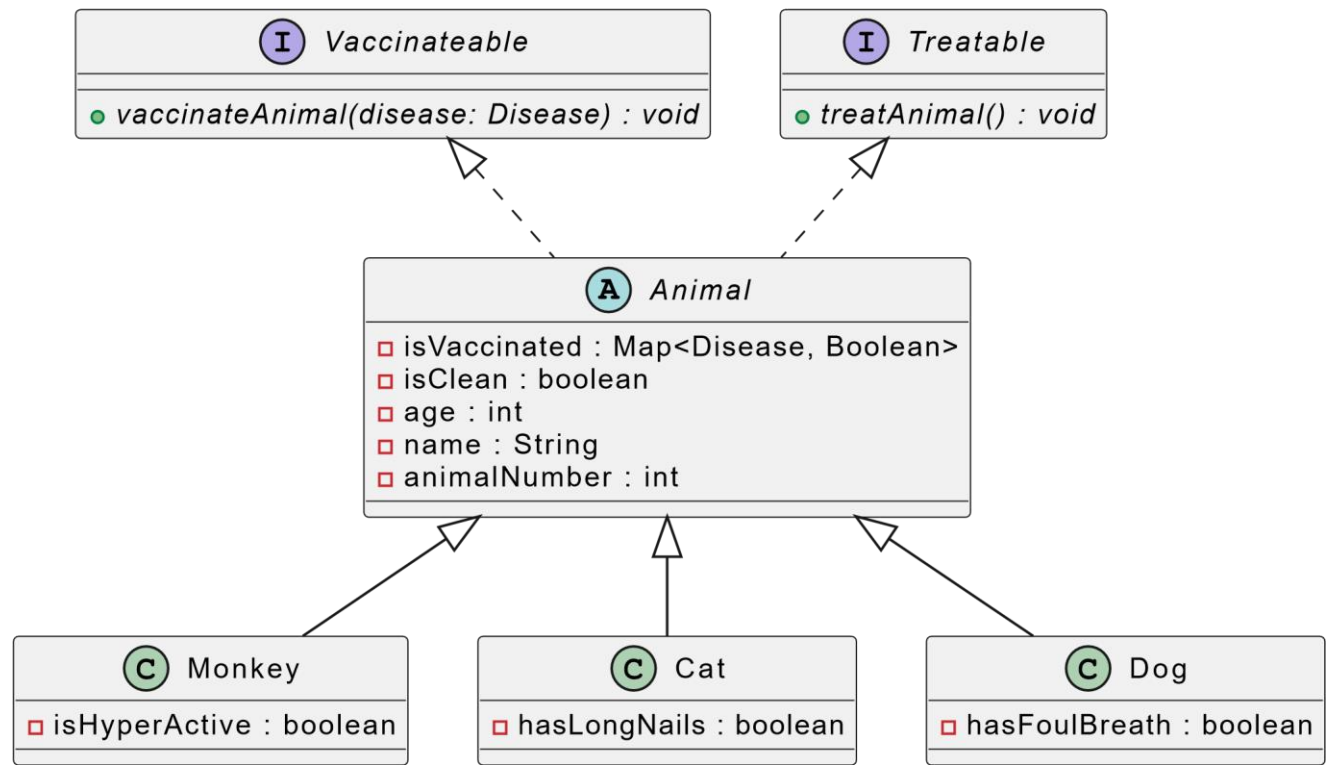 I Vaccinateable
vaccinateAnimal(disease: Disease) : void
I Treatable
treatAnimal() : void
A Animal
isVaccinated : Map<Disease, Boolean>
isClean : boolean
age : int
name : String
animalNumber : int
C Monkey
isHyperActive : boolean
C Cat
hasLongNails : boolean
C Dog
hasFoulBreath : boolean